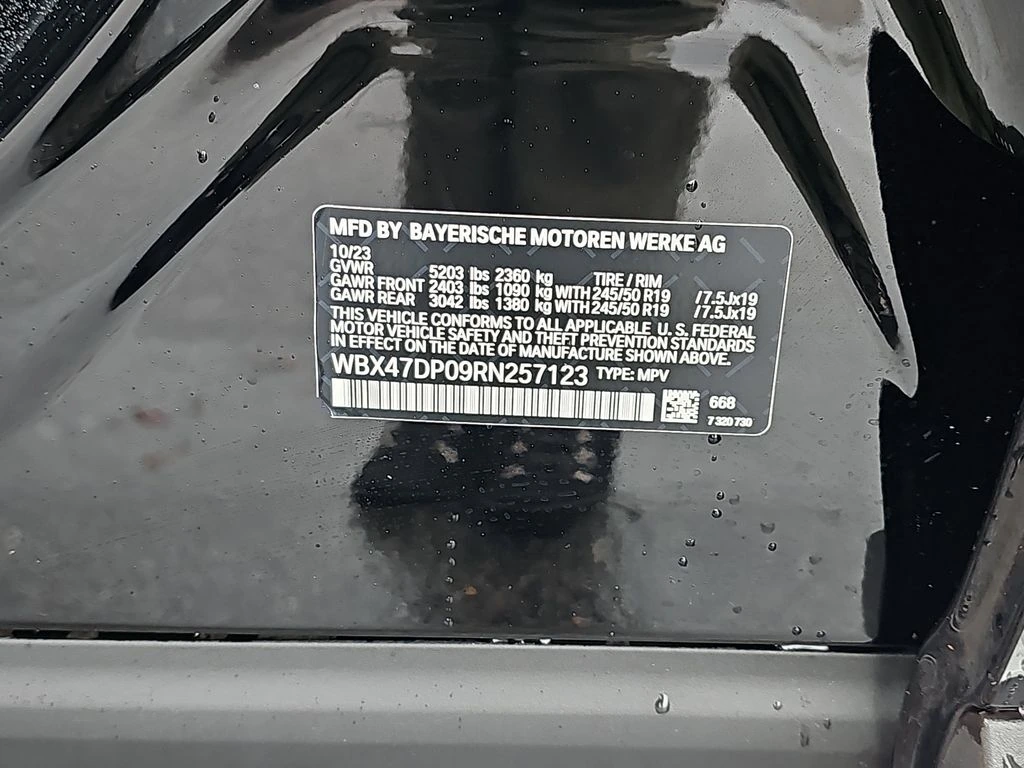 MFD BY BAYERISCHE MOTOREN WERKE AG
10/23
GVWR 5203 lbs 2360 kg TIRE / RIM
GAWR FRONT 2403 lbs 1090 kg WITH 245/50 R19 /7.5Jx19
GAWR REAR 3042 lbs 1380 kg WITH 245/50 R19 /7.5Jx19
THIS VEHICLE CONFORMS TO ALL APPLICABLE U. S. FEDERAL
MOTOR VEHICLE SAFETY AND THEFT PREVENTION STANDARDS
IN EFFECT ON THE DATE OF MANUFACTURE SHOWN ABOVE.
WBX47DP09RN257123 TYPE: MPV
668
7 320 730